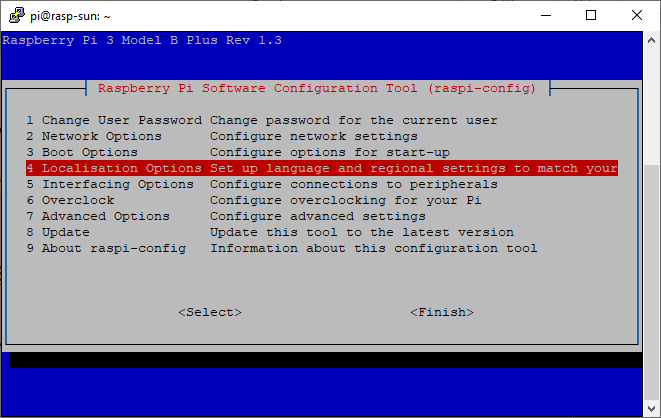 pi@rasp-sun: ~
Raspberry Pi 3 Model B Plus Rev 1.3
Raspberry Pi Software Configuration Tool (raspi-config)
1 Change User Password Change password for the current user
2 Network Options Configure network settings
3 Boot Options Configure options for start-up
4 Localisation Options Set up language and regional settings to match your
5 Interfacing Options Configure connections to peripherals
6 Overclock Configure overclocking for your Pi
7 Advanced Options Configure advanced settings
8 Update Update this tool to the latest version
9 About raspi-config Information about this configuration tool
<Select> <Finish>